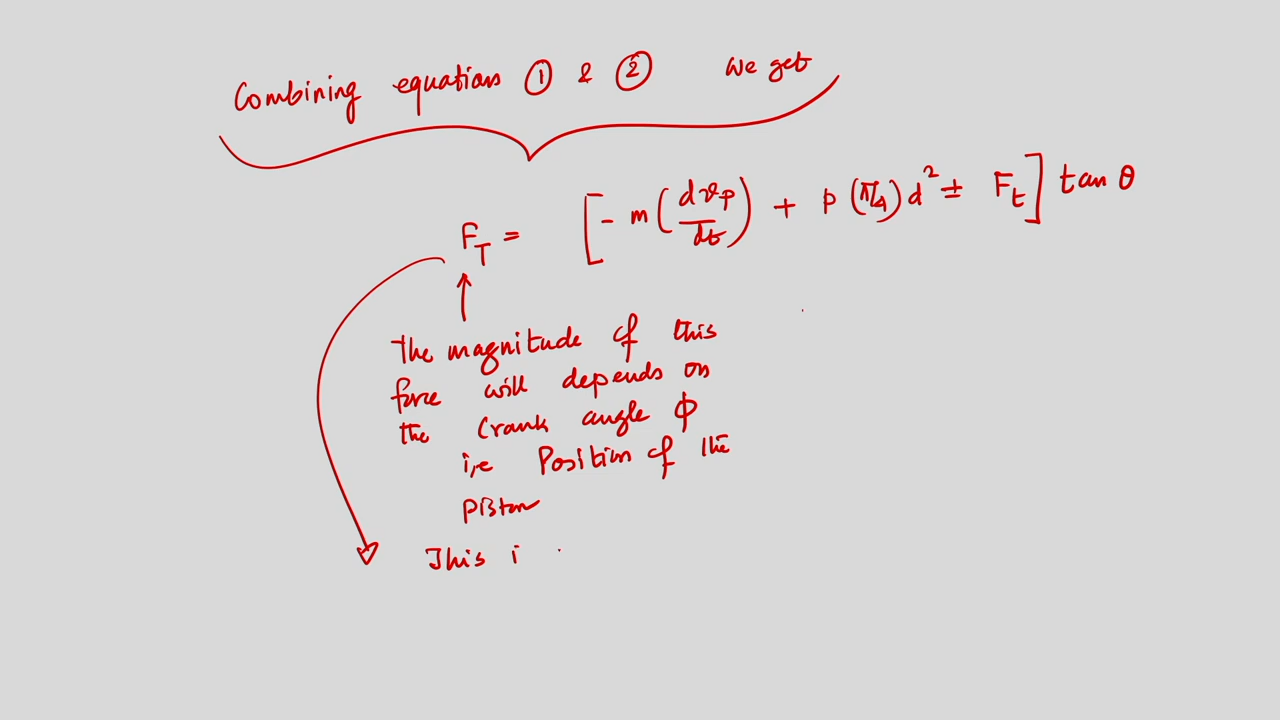 Combining equations ① & ② we get
F_T = [- m (dv_p/dt) + p (π/4) d² ± F_t] tan θ
The magnitude of this
force will depends on
the Crank angle ϕ
i,e Position of the
piston
This i